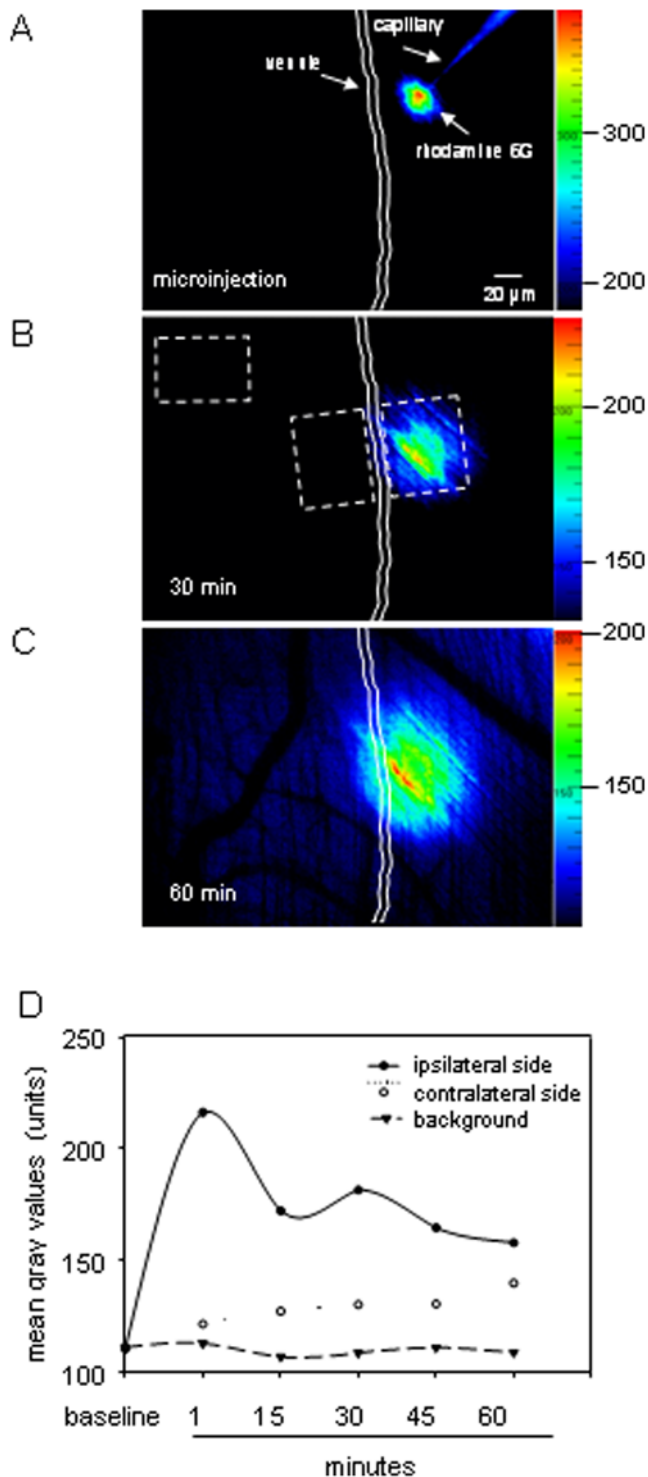 A
capillary
venule
rhodamine 6G
microinjection
20 µm
300
200
B
30 min
200
150
C
60 min
200
150
D
250
200
150
100
mean gray values (units)
ipsilateral side
contralateral side
background
baseline 1 15 30 45 60
minutes